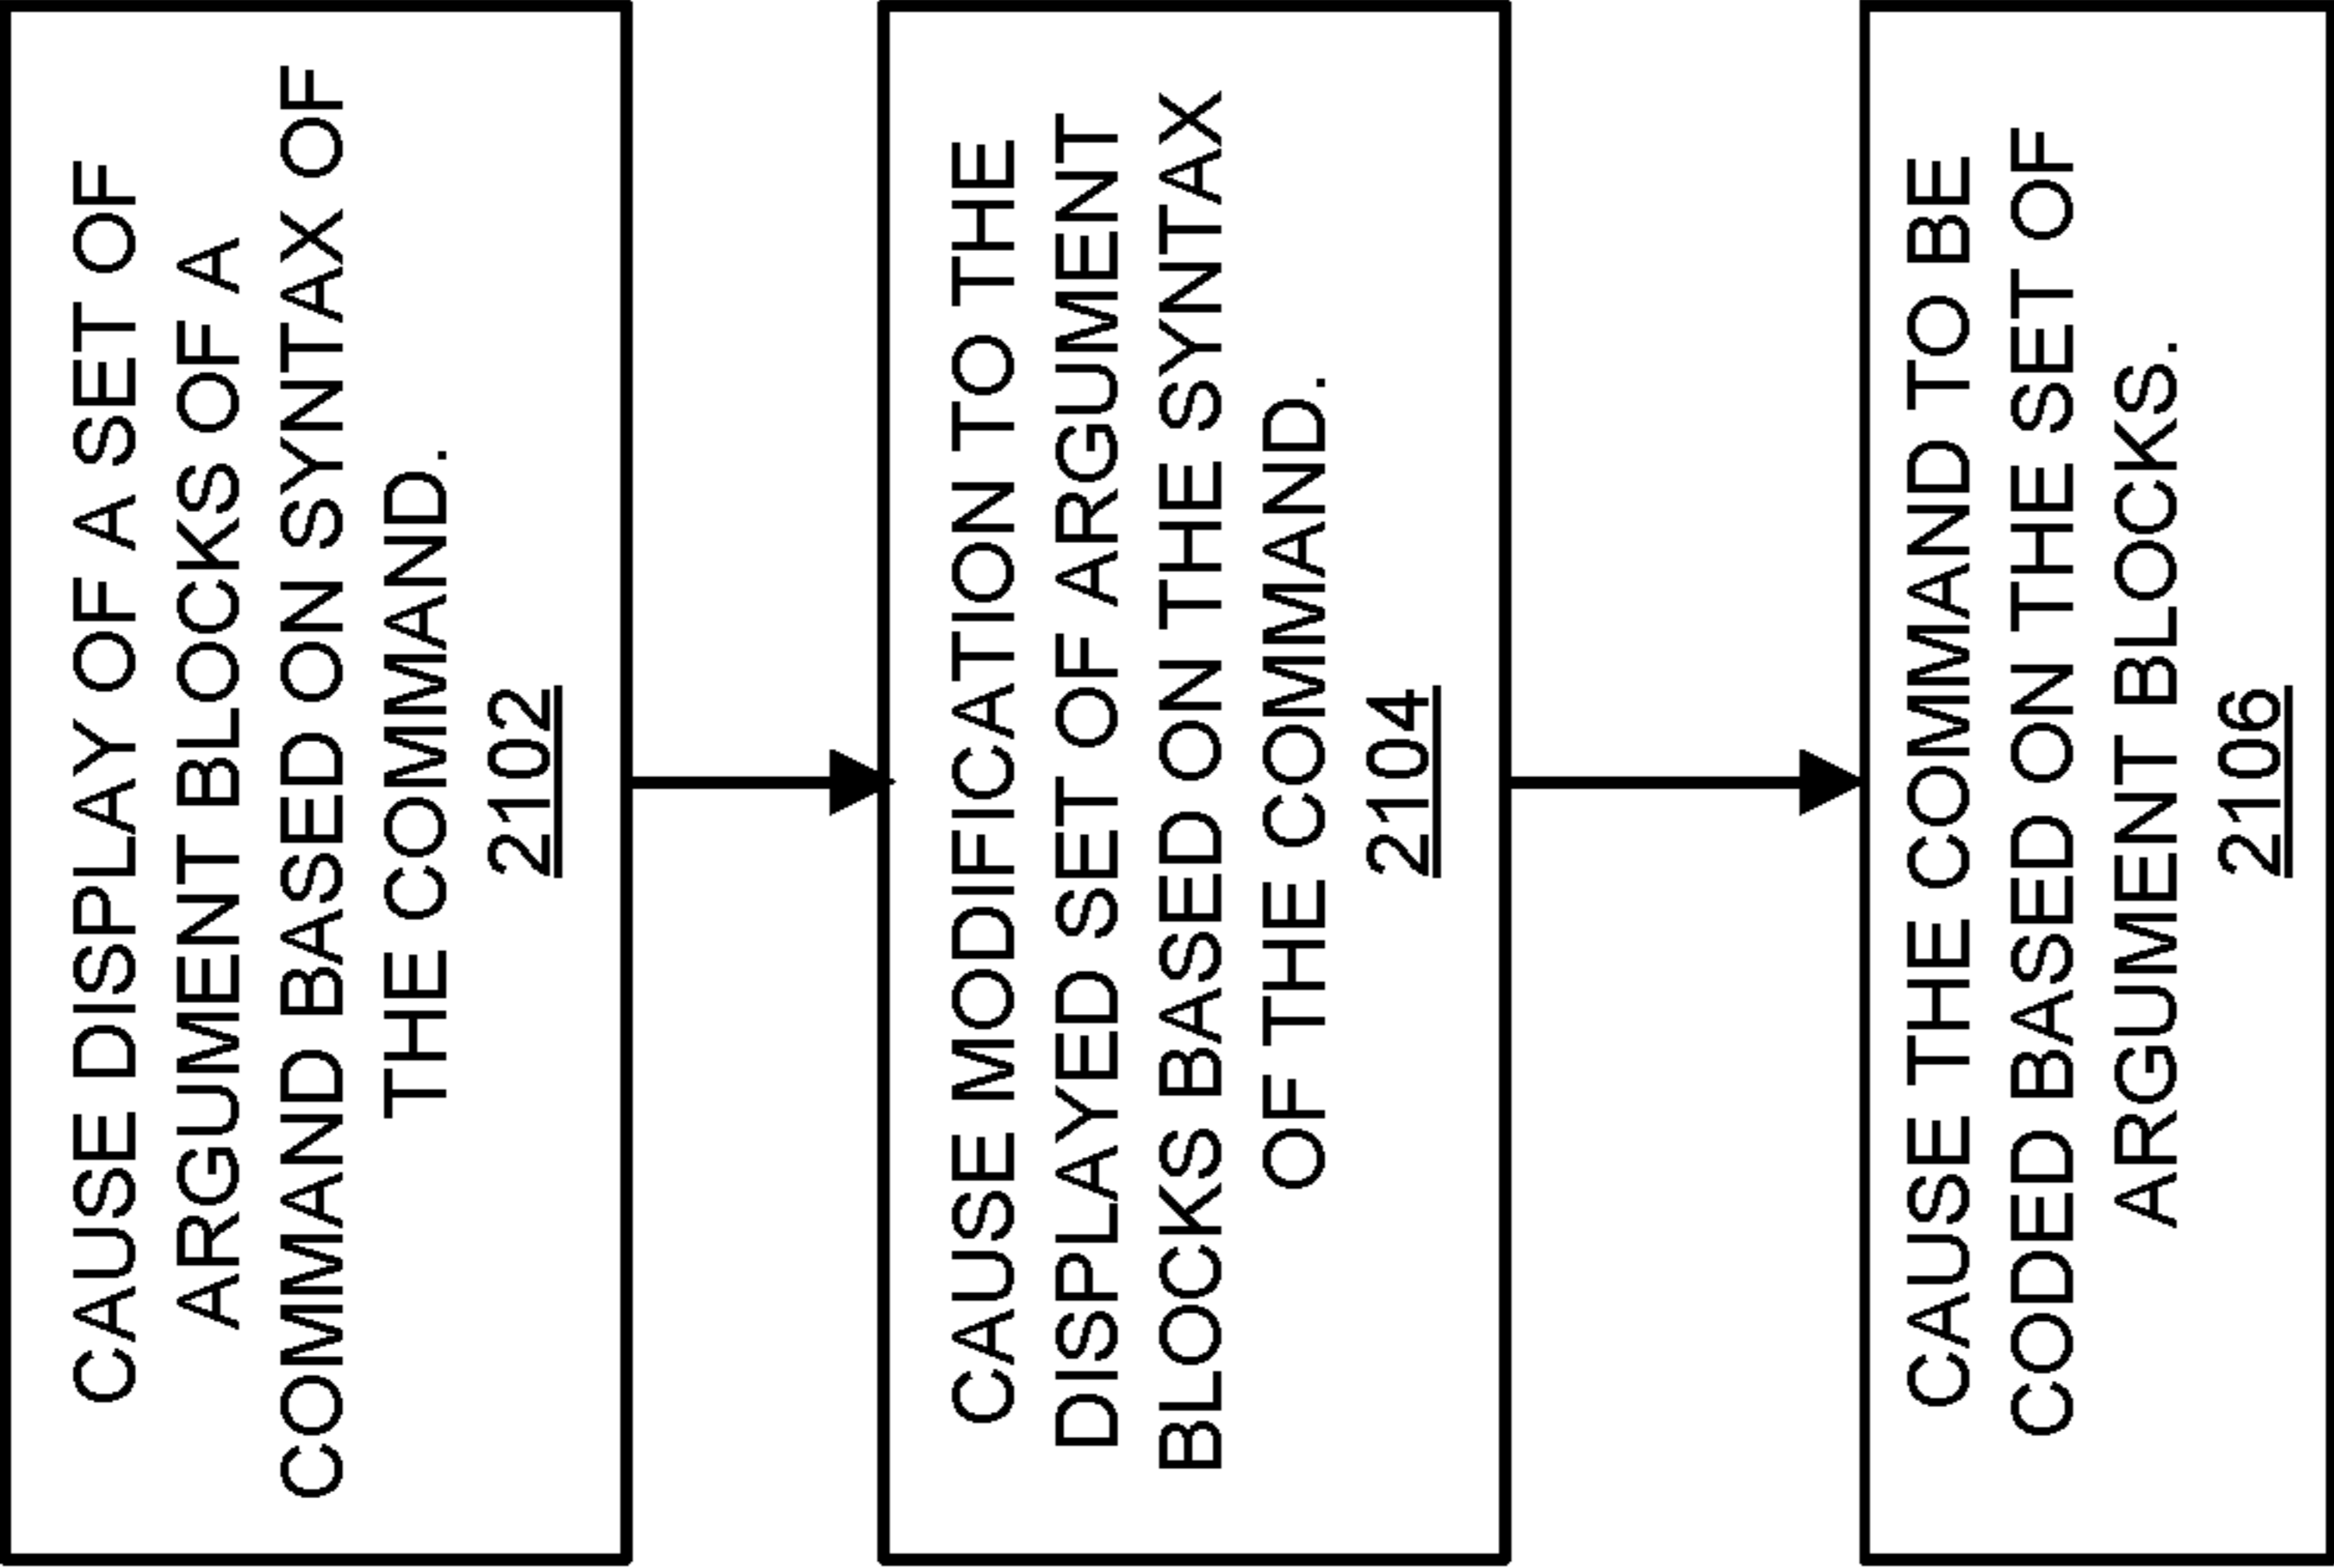 CAUSE DISPLAY OF A SET OF
ARGUMENT BLOCKS OF A
COMMAND BASED ON SYNTAX OF
THE COMMAND.
2102
CAUSE MODIFICATION TO THE
DISPLAYED SET OF ARGUMENT
BLOCKS BASED ON THE SYNTAX
OF THE COMMAND.
2104
CAUSE THE COMMAND TO BE
CODED BASED ON THE SET OF
ARGUMENT BLOCKS.
2106